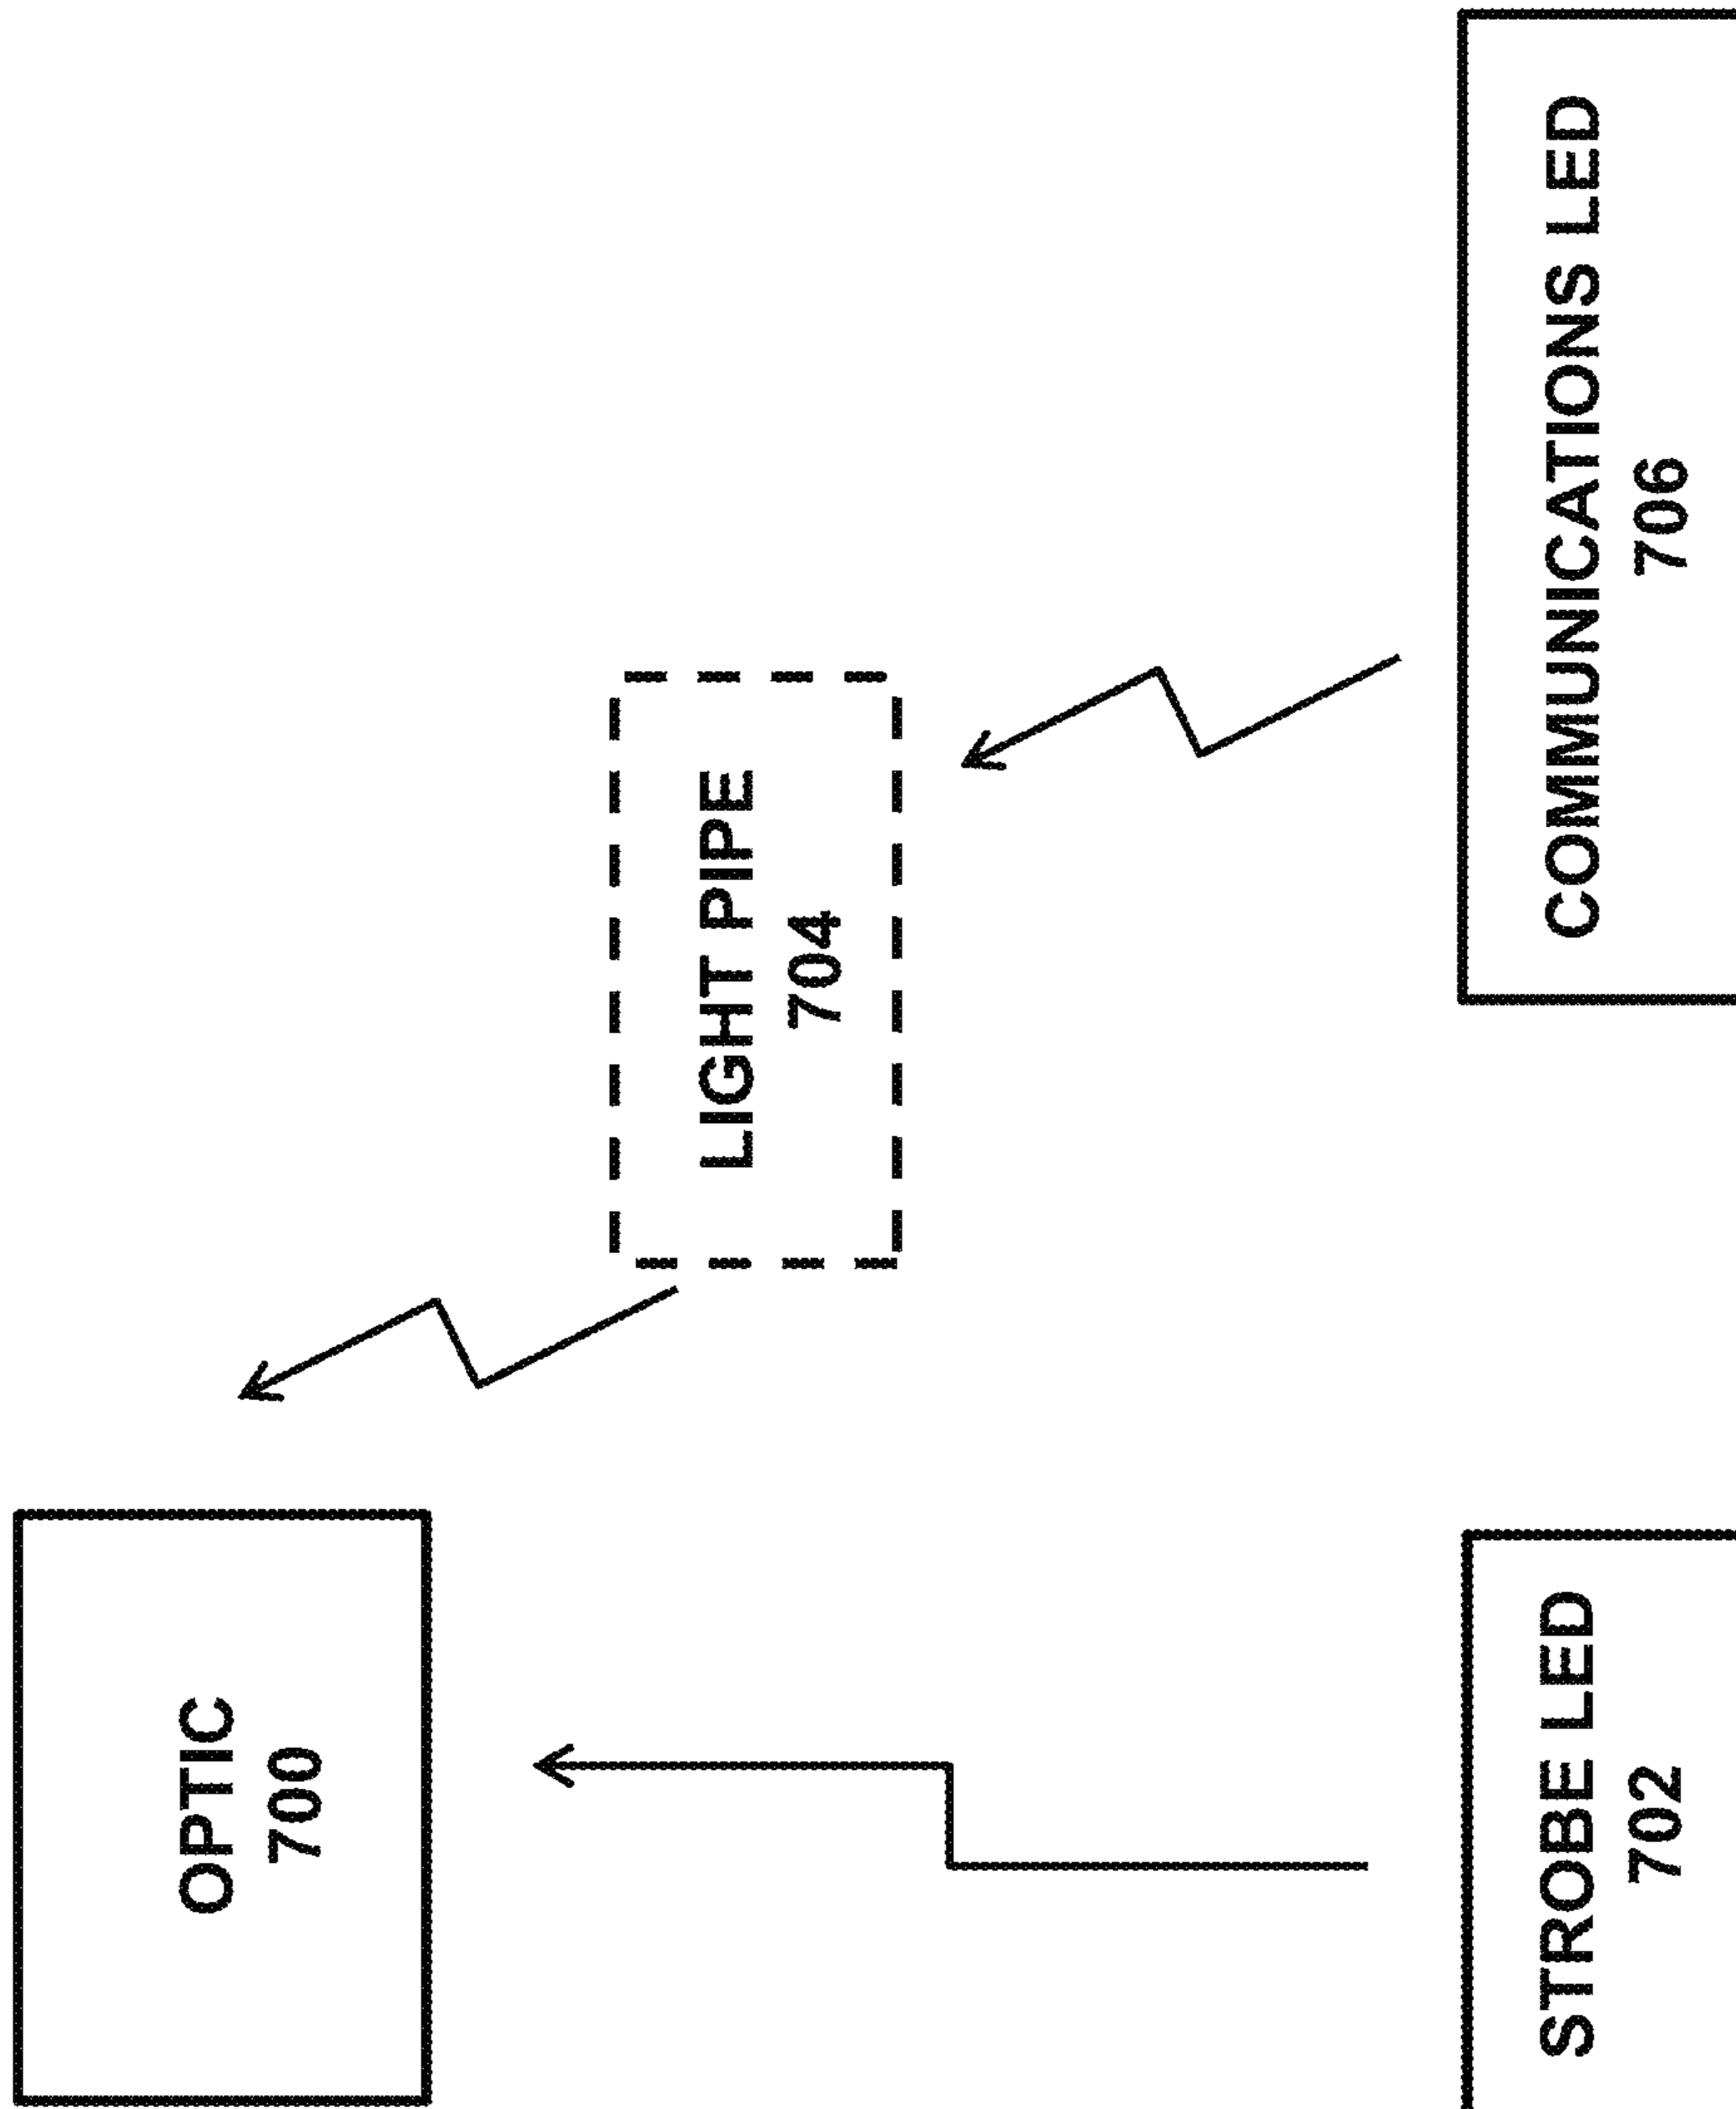 OPTIC
700
LIGHT PIPE
704
STROBE LED
702
COMMUNICATIONS LED
706